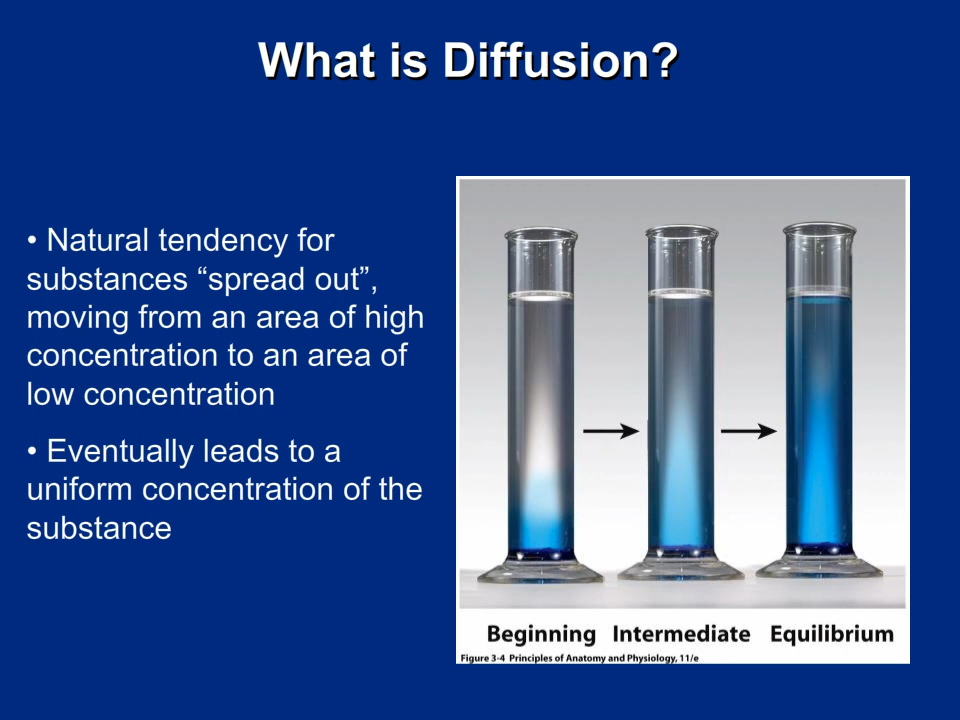 What is Diffusion?
• Natural tendency for
substances “spread out”,
moving from an area of high
concentration to an area of
low concentration
• Eventually leads to a
uniform concentration of the
substance
Beginning Intermediate Equilibrium
Figure 3-4 Principles of Anatomy and Physiology, 11/e